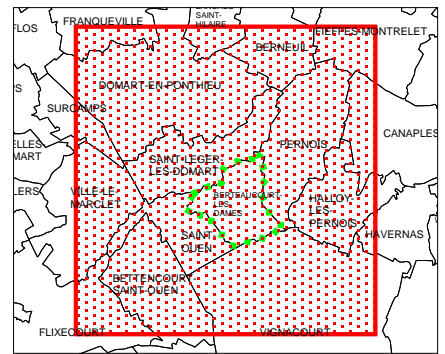 SAINT-
HILAIRE
FLOS
FRANQUEVILLE
FIEFFES-MONTRELET
BERNEUIL
DOMART-EN-PONTHIEU
SURCAMPS
CANAPLES
PERNOIS
ELLES
MART
SAINT-LEGER-
LES-DOMART
LERS
VILLE-LE-
MARCLET
BERTEAUCOURT
LES-
DAMES
HALLOY-
LES-
PERNOIS
SAINT-
OUEN
HAVERNAS
BETTENCOURT-
SAINT-OUEN
FLIXECOURT
VIGNACOURT